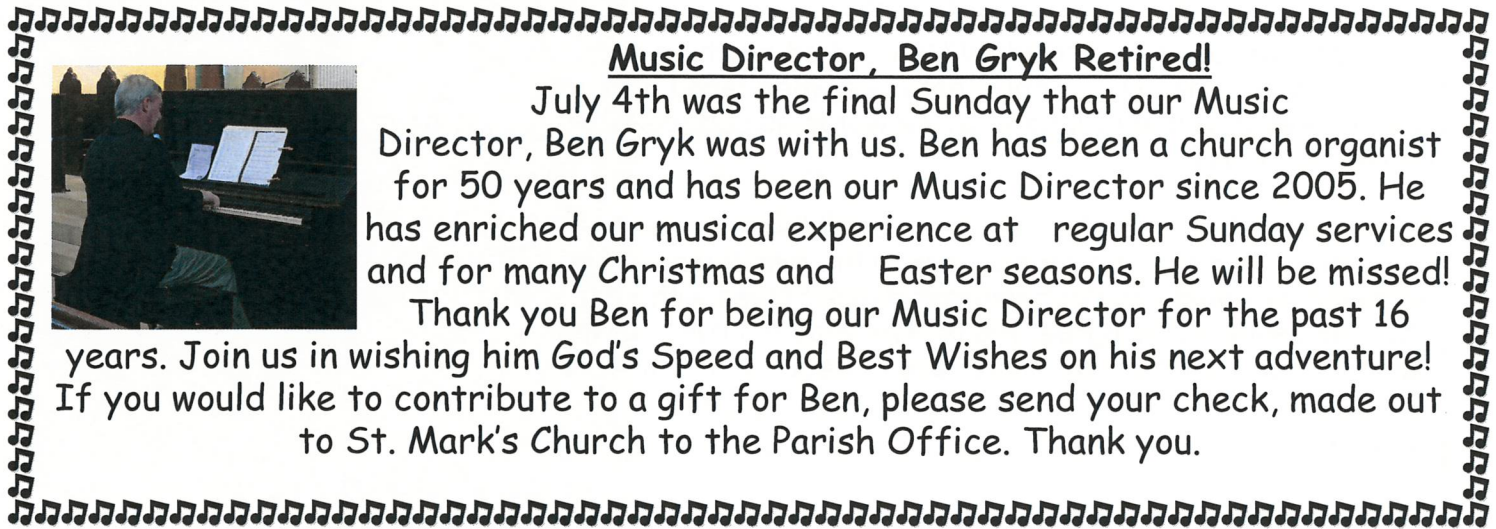 Music Director, Ben Gryk Retired!
July 4th was the final Sunday that our Music
Director, Ben Gryk was with us. Ben has been a church organist
for 50 years and has been our Music Director since 2005. He
has enriched our musical experience at regular Sunday services
and for many Christmas and Easter seasons. He will be missed!
Thank you Ben for being our Music Director for the past 16
years. Join us in wishing him God's Speed and Best Wishes on his next adventure!
If you would like to contribute to a gift for Ben, please send your check, made out
to St. Mark's Church to the Parish Office. Thank you.